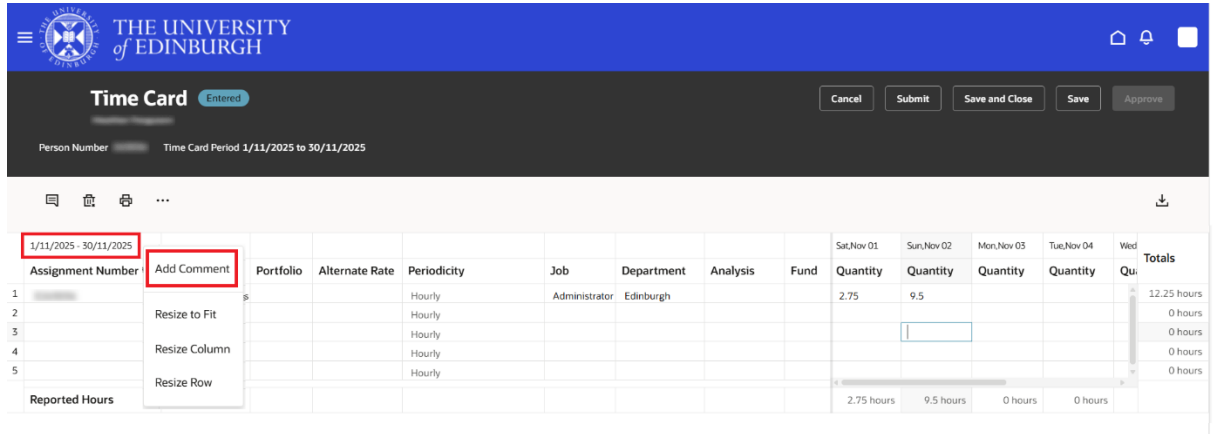 THE UNIVERSITY
of EDINBURGH
Time Card Entered
Cancel Submit Save and Close Save Approve
Person Number Time Card Period 1/11/2025 to 30/11/2025
1/11/2025 - 30/11/2025 Sat,Nov 01 Sun,Nov 02 Mon,Nov 03 Tue,Nov 04 Wed
Totals
Assignment Number Add Comment Portfolio Alternate Rate Periodicity Job Department Analysis Fund Quantity Quantity Quantity Quantity
1 Hourly Administrator Edinburgh 2.75 9.5 12.25 hours
2 Resize to Fit Hourly 0 hours
3 Hourly 0 hours
4 Resize Column Hourly 0 hours
5 Hourly 0 hours
Resize Row
Reported Hours 2.75 hours 9.5 hours 0 hours 0 hours